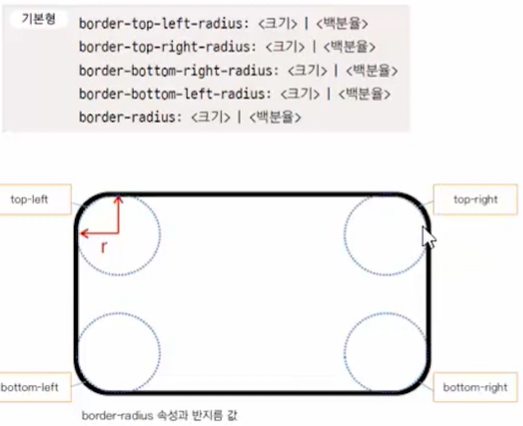 기본형
border-top-left-radius: <크기> | <백분율>
border-top-right-radius: <크기> | <백분율>
border-bottom-right-radius: <크기> | <백분율>
border-bottom-left-radius: <크기> | <백분율>
border-radius: <크기> | <백분율>
top-left
top-right
r
bottom-left
bottom-right
border-radius 속성과 반지름 값